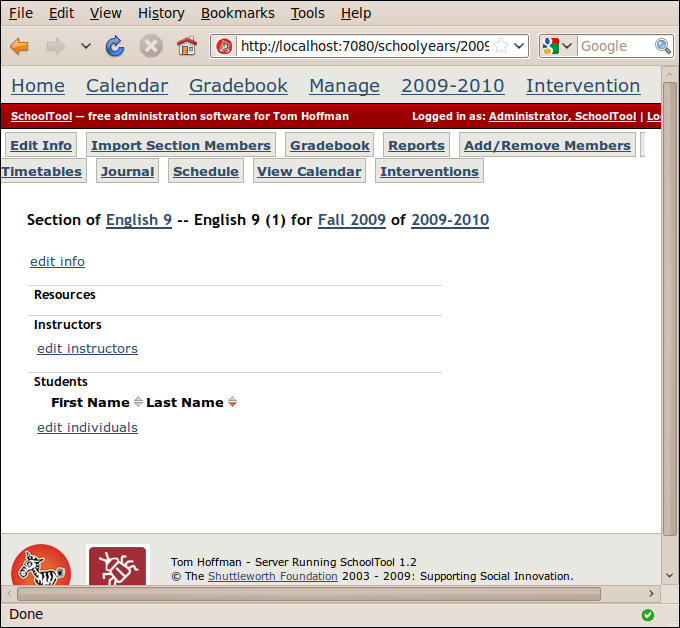 File Edit View History Bookmarks Tools Help
http://localhost:7080/schoolyears/2009 Google
Home Calendar Gradebook Manage 2009-2010 Intervention
SchoolTool — free administration software for Tom Hoffman Logged in as: Administrator, SchoolTool | Lo
Edit Info Import Section Members Gradebook Reports Add/Remove Members
Timetables Journal Schedule View Calendar Interventions
Section of English 9 -- English 9 (1) for Fall 2009 of 2009-2010
edit info
Resources
Instructors
edit instructors
Students
First Name Last Name
edit individuals
Tom Hoffman - Server Running SchoolTool 1.2
© The Shuttleworth Foundation 2003 - 2009: Supporting Social Innovation.
Done